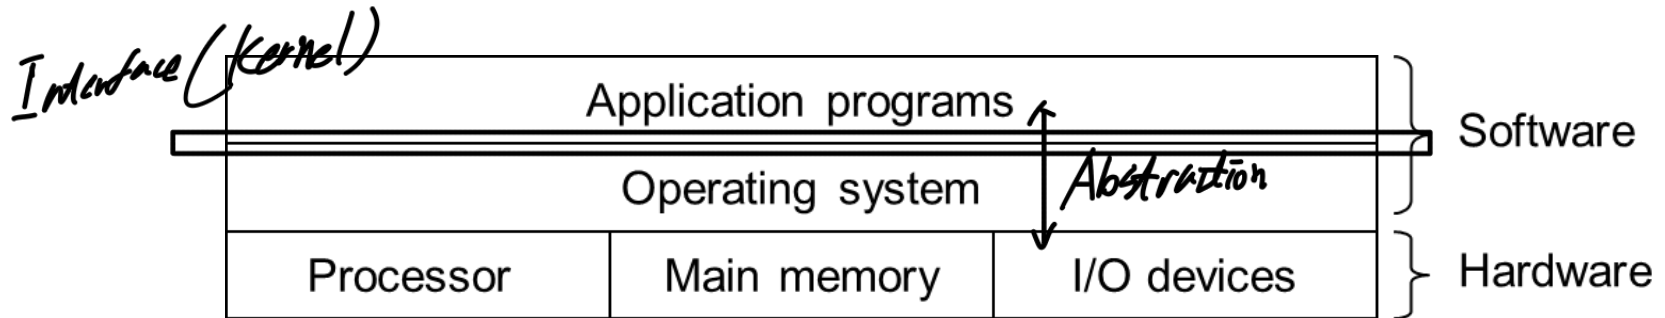 Interface (Kernel)
Application programs
Software
Abstraction
Operating system
Processor Main memory I/O devices
Hardware